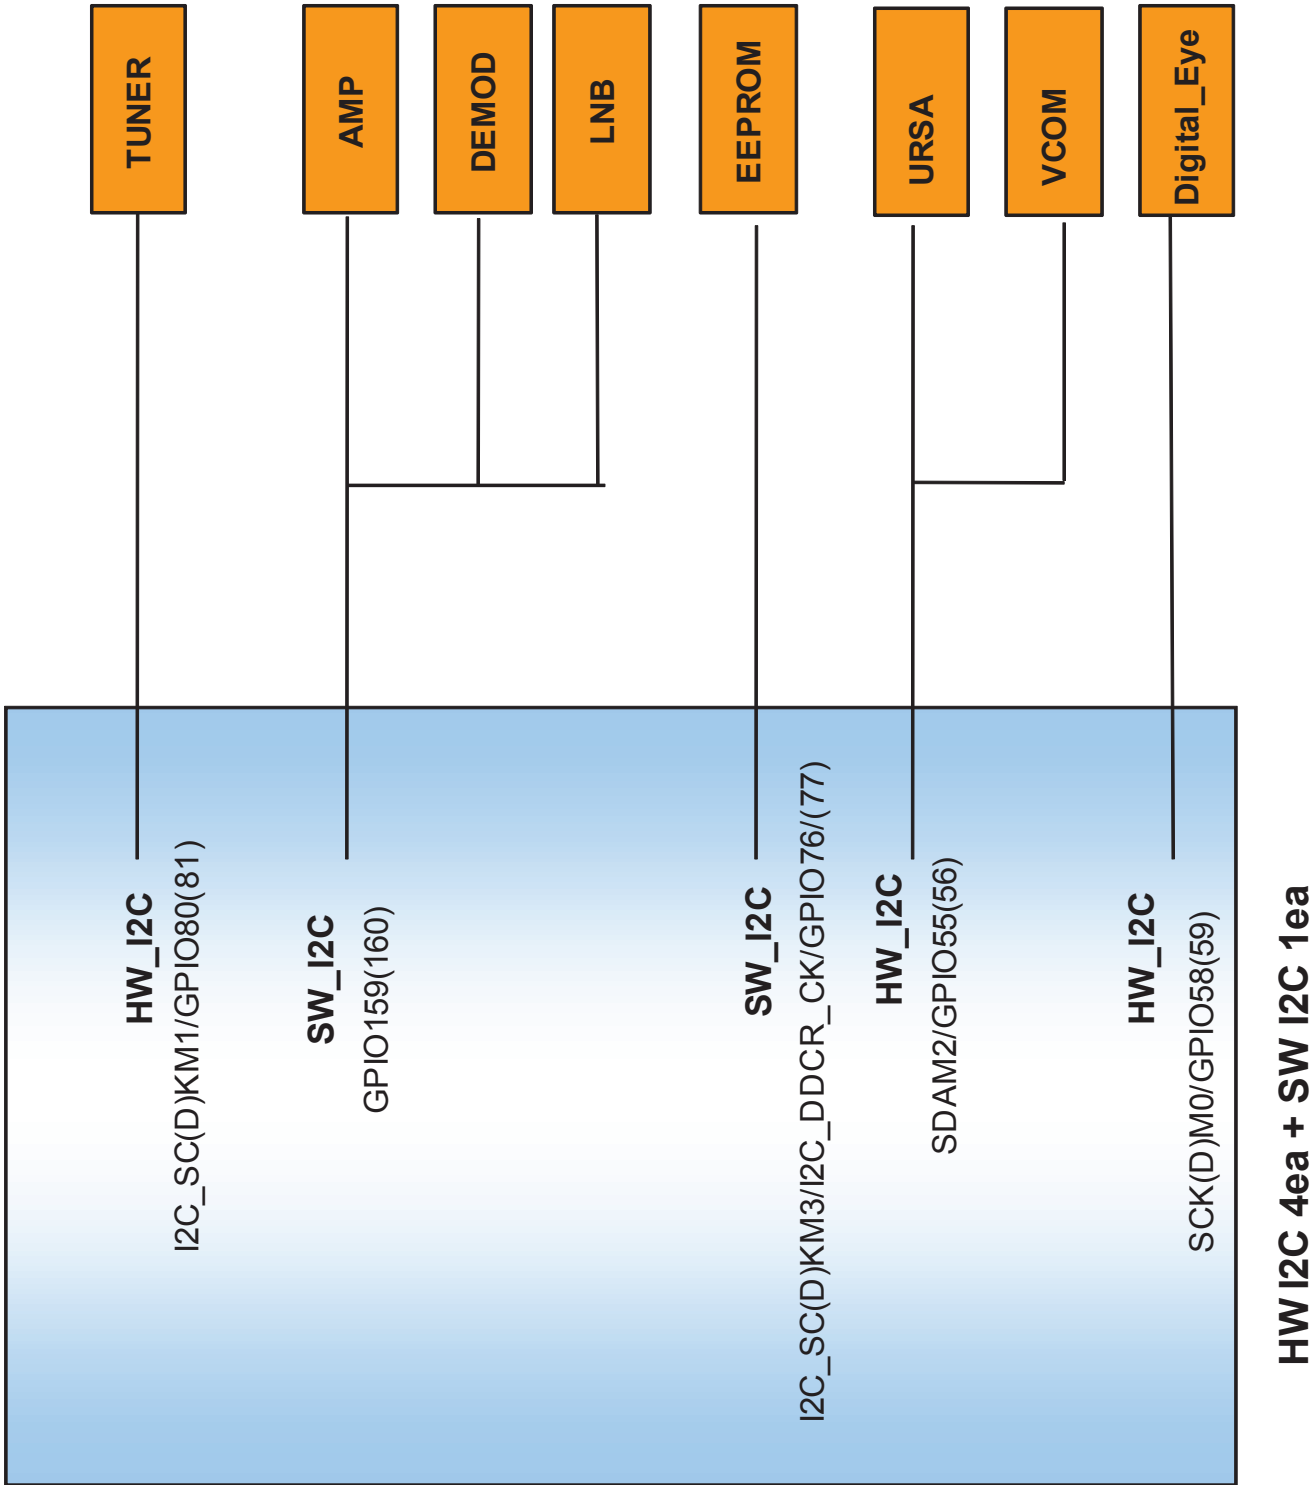 TUNER
AMP
DEMOD
LNB
EEPROM
URSA
VCOM
Digital_Eye
HW_I2C
I2C_SC(D)KM1/GPIO80(81)
SW_I2C
GPIO159(160)
SW_I2C
I2C_SC(D)KM3/I2C_DDCR_CK/GPIO76/(77)
HW_I2C
SDAM2/GPIO55(56)
HW_I2C
SCK(D)M0/GPIO58(59)
HW I2C 4ea + SW I2C 1ea